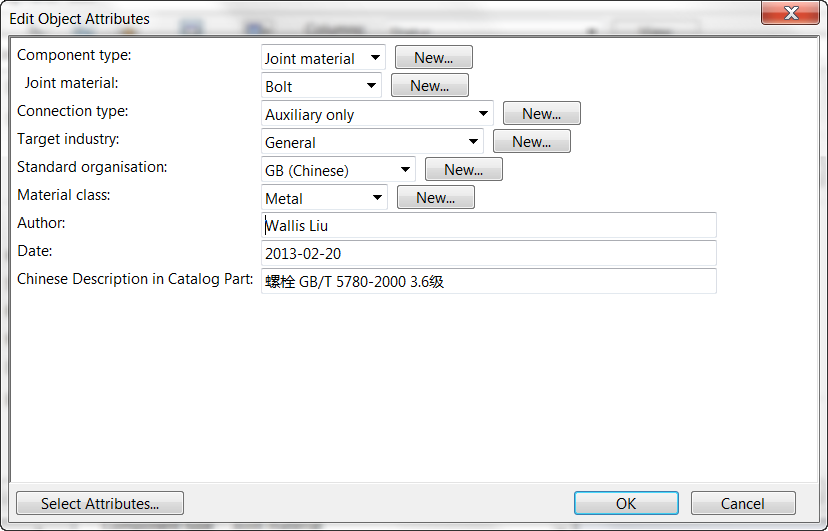 Edit Object Attributes
Component type: Joint material New...
Joint material: Bolt New...
Connection type: Auxiliary only New...
Target industry: General New...
Standard organisation: GB (Chinese) New...
Material class: Metal New...
Author: Wallis Liu
Date: 2013-02-20
Chinese Description in Catalog Part: 螺栓 GB/T 5780-2000 3.6级
Select Attributes... OK Cancel